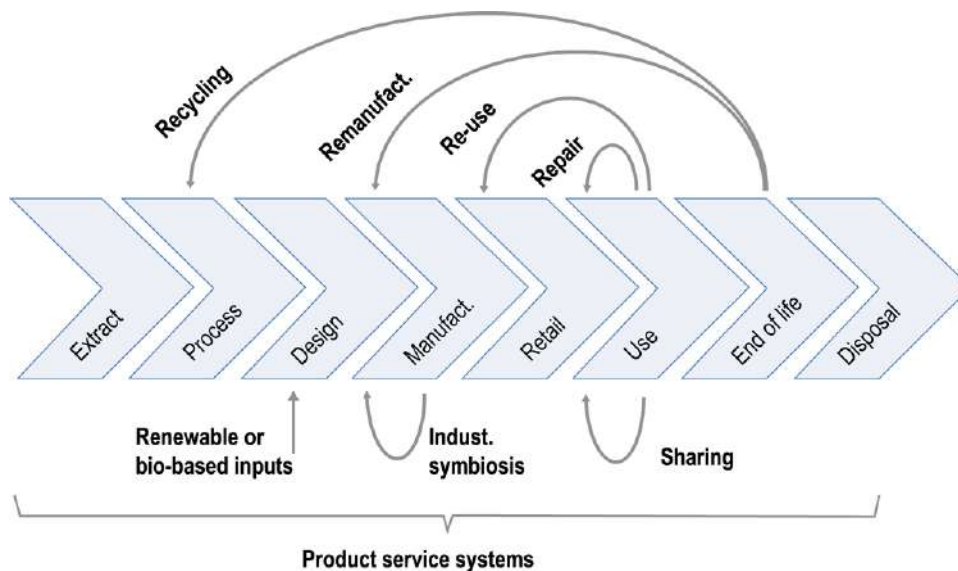 Recycling
Remanufact.
Re-use
Repair
Extract
Process
Design
Manufact.
Retail
Use
End of life
Disposal
Renewable or
bio-based inputs
Indust.
symbiosis
Sharing
Product service systems